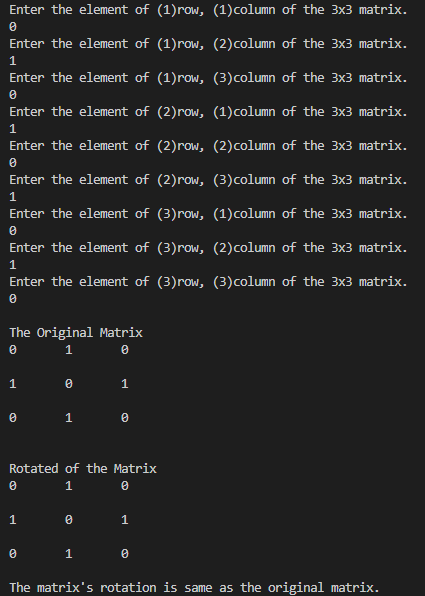 Enter the element of (1)row, (1)column of the 3x3 matrix.
0
Enter the element of (1)row, (2)column of the 3x3 matrix.
1
Enter the element of (1)row, (3)column of the 3x3 matrix.
0
Enter the element of (2)row, (1)column of the 3x3 matrix.
1
Enter the element of (2)row, (2)column of the 3x3 matrix.
0
Enter the element of (2)row, (3)column of the 3x3 matrix.
1
Enter the element of (3)row, (1)column of the 3x3 matrix.
0
Enter the element of (3)row, (2)column of the 3x3 matrix.
1
Enter the element of (3)row, (3)column of the 3x3 matrix.
0
The Original Matrix
0 1 0
1 0 1
0 1 0
Rotated of the Matrix
0 1 0
1 0 1
0 1 0
The matrix's rotation is same as the original matrix.